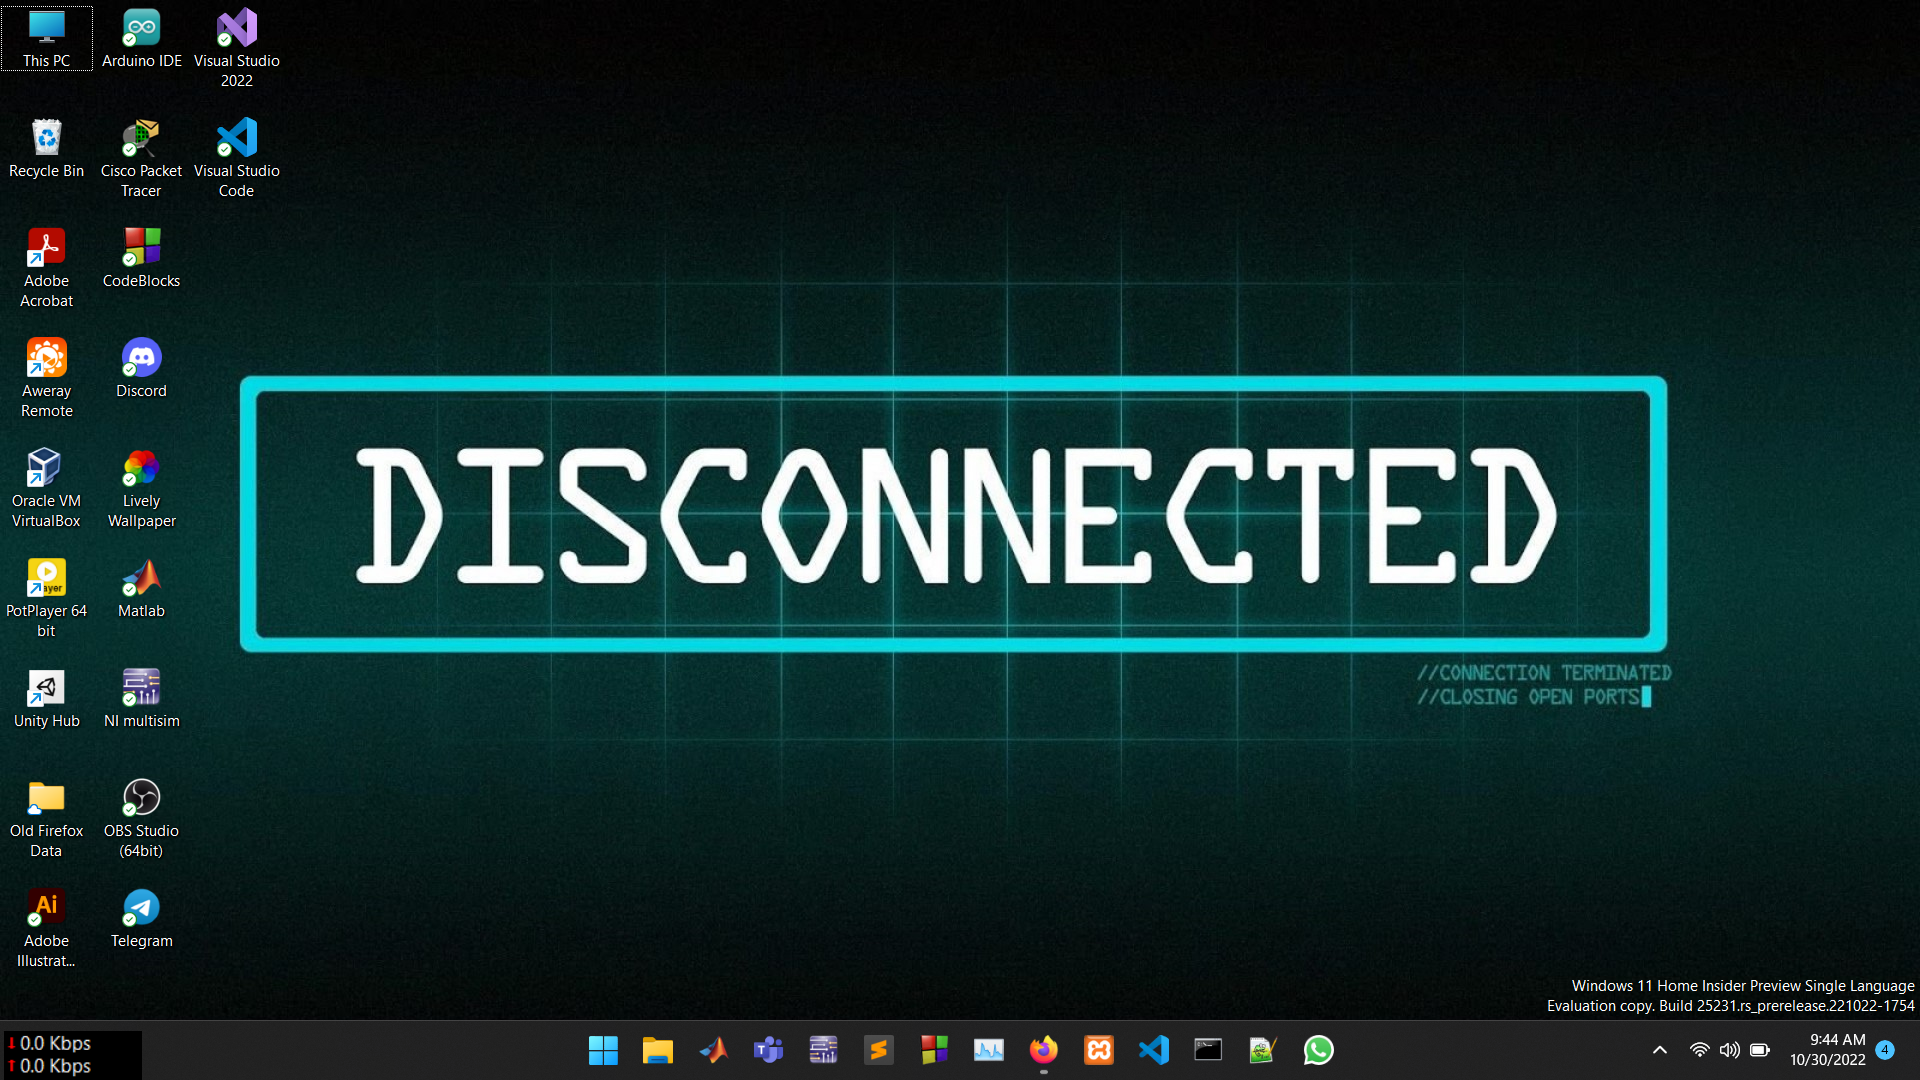 This PC
Arduino IDE
Visual Studio
2022
Recycle Bin
Cisco Packet
Tracer
Visual Studio
Code
Adobe
Acrobat
CodeBlocks
Aweray
Remote
Discord
Oracle VM
VirtualBox
Lively
Wallpaper
PotPlayer 64
bit
Matlab
Unity Hub
NI multisim
Old Firefox
Data
OBS Studio
(64bit)
Ai
Adobe
Illustrat...
Telegram
DISCONNECTED
//CONNECTION TERMINATED
//CLOSING OPEN PORTS
Windows 11 Home Insider Preview Single Language
Evaluation copy. Build 25231.rs_prerelease.221022-1754
0.0 Kbps
0.0 Kbps
9:44 AM
10/30/2022
4